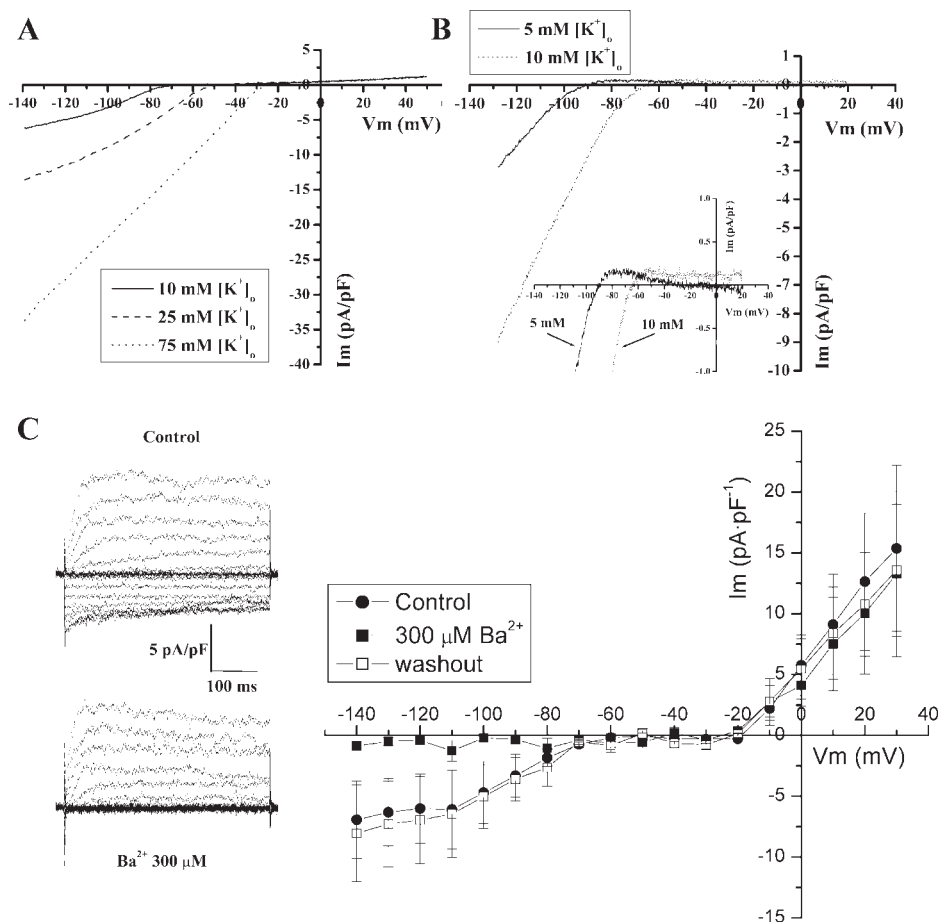 A
5
0
-5
-10
-15
-20
-25
-30
-35
-40
-140 -120 -100 -80 -60 -40 -20 0 20 40
Vm (mV)
Im (pA/pF)
10 mM [K+]o
25 mM [K+]o
75 mM [K+]o
B
5 mM [K+]o
10 mM [K+]o
1
0
-1
-2
-3
-4
-5
-6
-7
-8
-9
-10
-140 -120 -100 -80 -60 -40 -20 0 20 40
Vm (mV)
Im (pA/pF)
1.0
0.5
0.0
-0.5
-1.0
Im (pA/pF)
-140 -120 -100 -80 -60 -40 -20 0 20 40
Vm (mV)
5 mM
10 mM
C
Control
5 pA/pF
100 ms
Ba2+ 300 µM
Control
300 µM Ba2+
washout
25
20
15
10
5
0
-5
-10
-15
Im (pA·pF-1)
-140 -120 -100 -80 -60 -40 -20 0 20 40
Vm (mV)